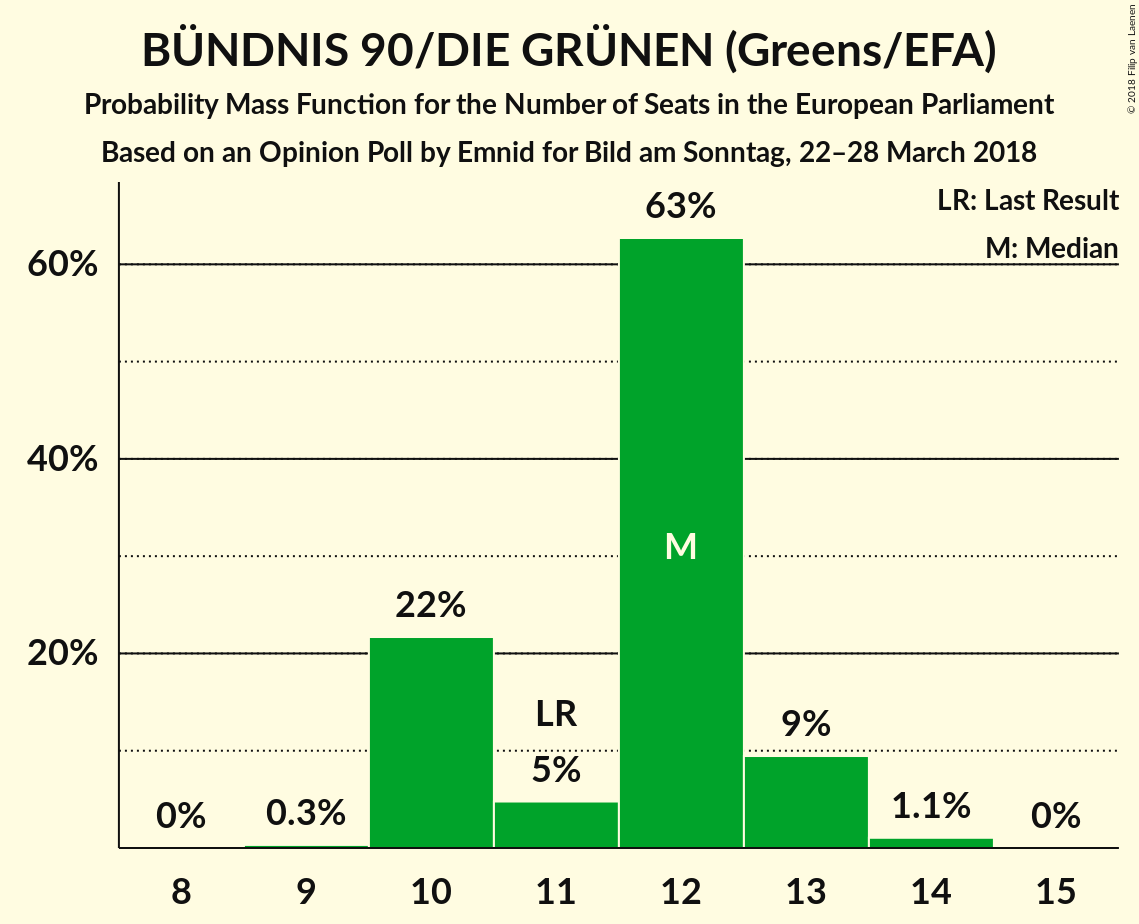 BÜNDNIS 90/DIE GRÜNEN (Greens/EFA)
Probability Mass Function for the Number of Seats in the European Parliament
Based on an Opinion Poll by Emnid for Bild am Sonntag, 22–28 March 2018
© 2018 Filip van Laenen
LR: Last Result
M: Median
63%
60%
40%
M
22%
20%
LR
9%
5%
0%
0.3%
1.1%
0%
8 9 10 11 12 13 14 15